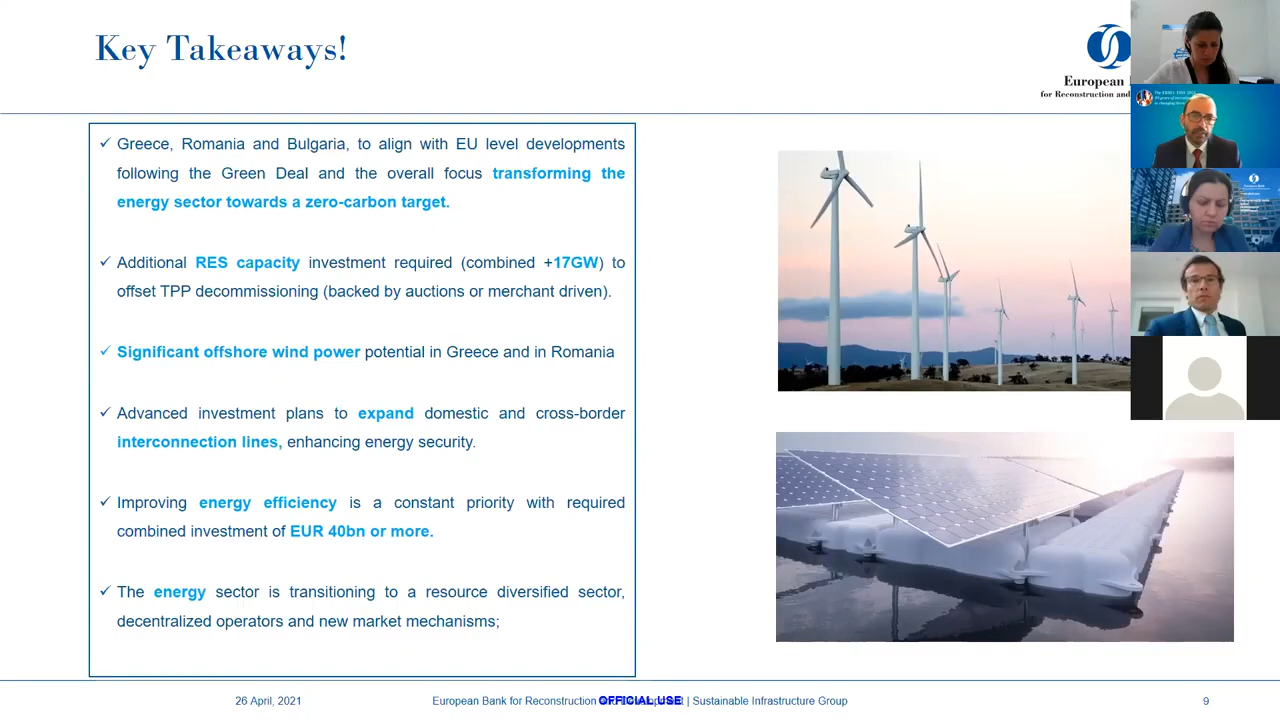 Key Takeaways!
European
for Reconstruction and
✓ Greece, Romania and Bulgaria, to align with EU level developments
following the Green Deal and the overall focus transforming the
energy sector towards a zero-carbon target.
✓ Additional RES capacity investment required (combined +17GW) to
offset TPP decommissioning (backed by auctions or merchant driven).
✓ Significant offshore wind power potential in Greece and in Romania
✓ Advanced investment plans to expand domestic and cross-border
interconnection lines, enhancing energy security.
✓ Improving energy efficiency is a constant priority with required
combined investment of EUR 40bn or more.
✓ The energy sector is transitioning to a resource diversified sector,
decentralized operators and new market mechanisms;
26 April, 2021
European Bank for Reconstruction and Development | Sustainable Infrastructure Group
OFFICIAL USE
9